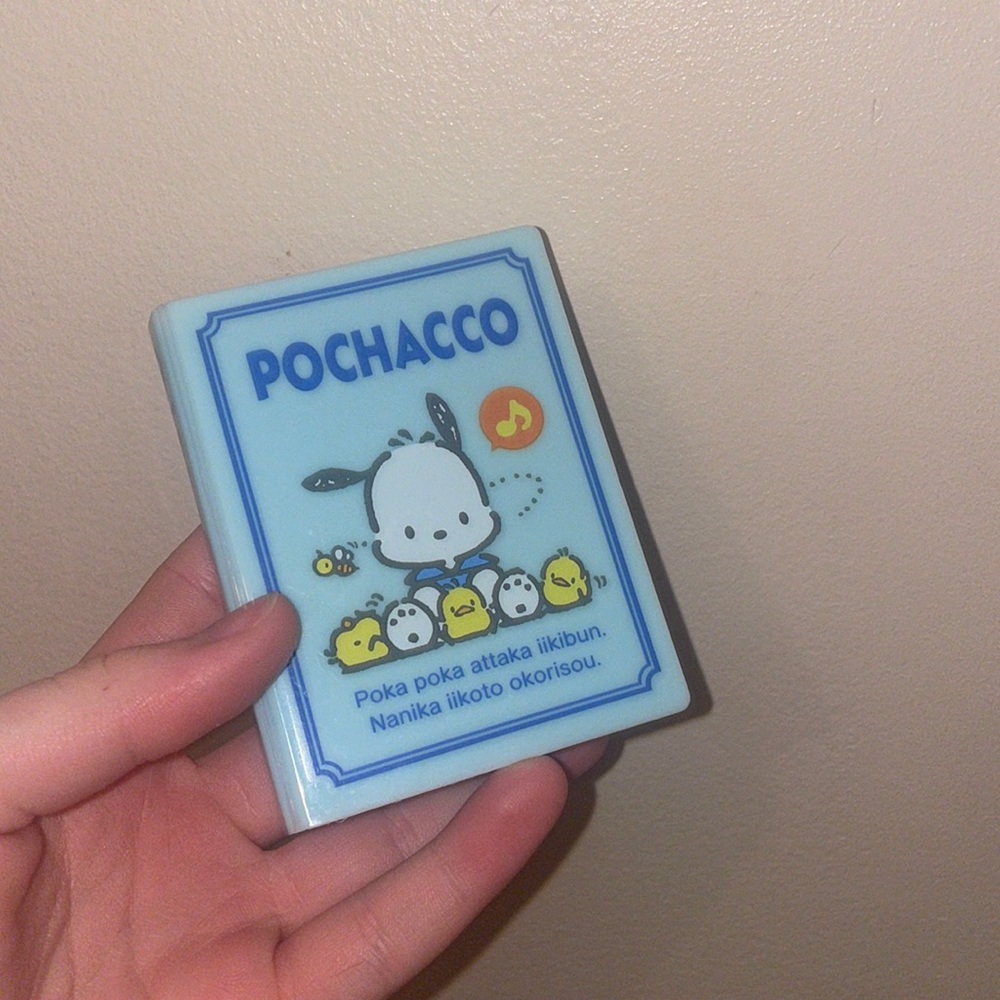 POCHACCO
Poka poka attaka iikibun.
Nanika iikoto okorisou.